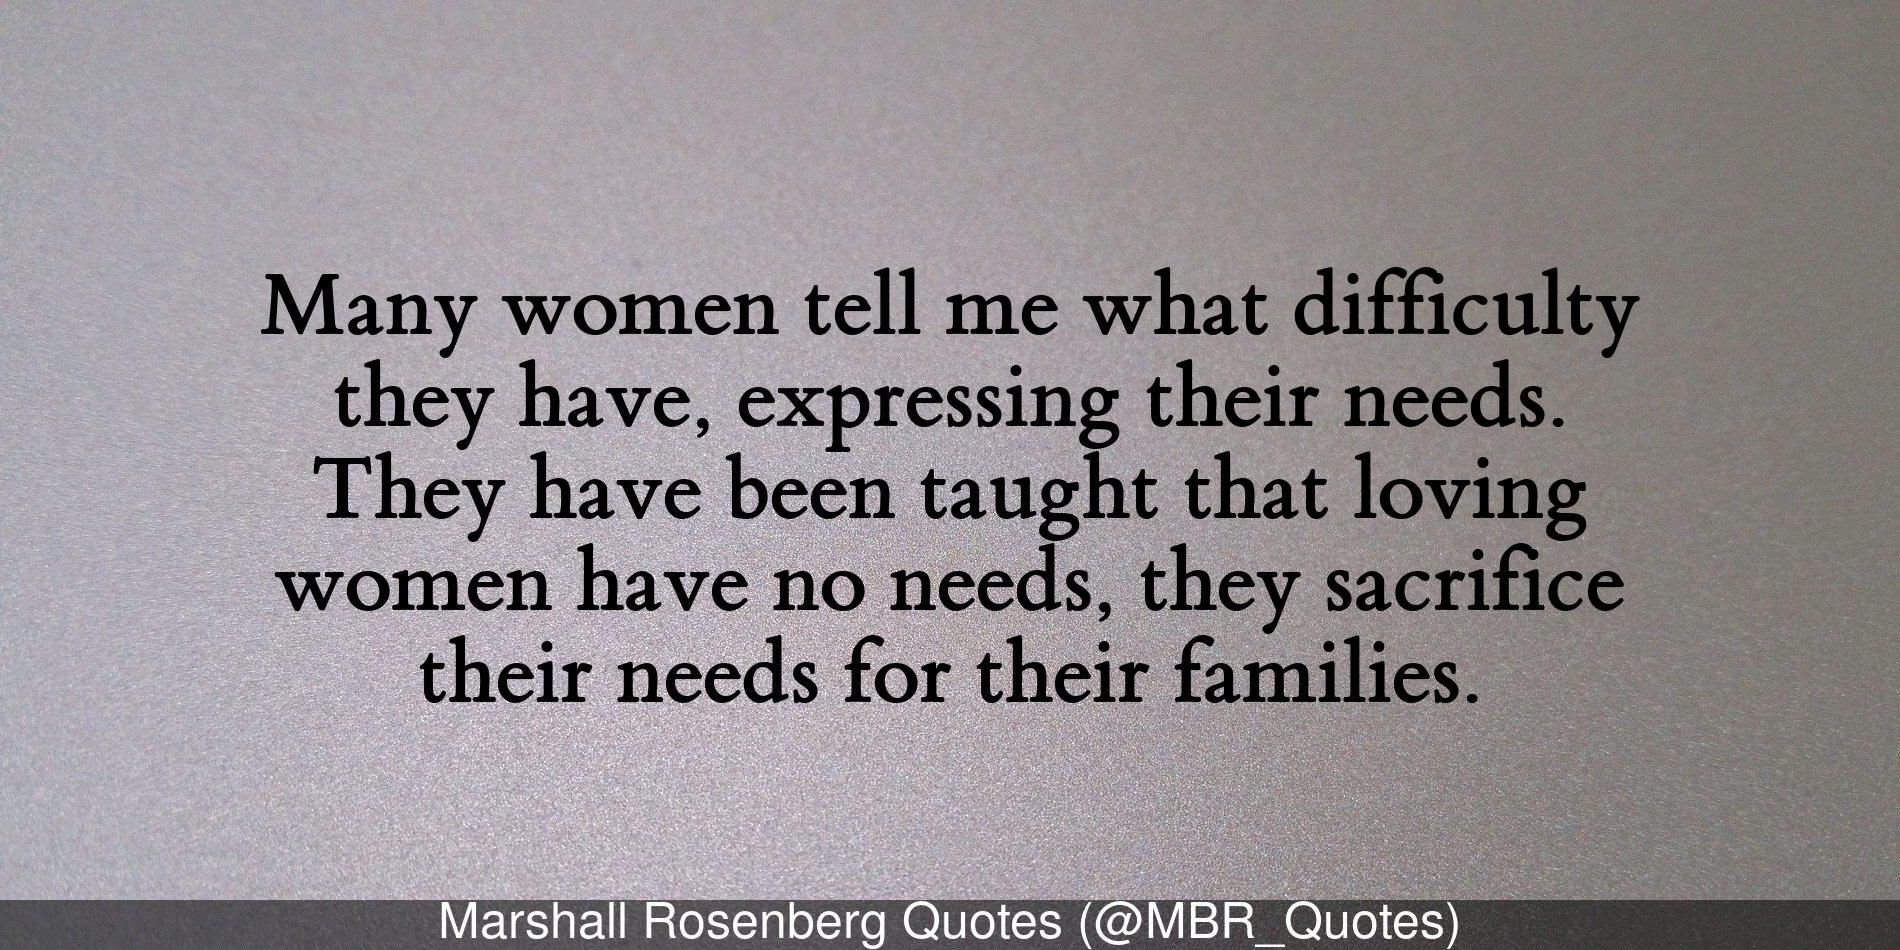 Many women tell me what difficulty
they have, expressing their needs.
They have been taught that loving
women have no needs, they sacrifice
their needs for their families.
Marshall Rosenberg Quotes (@MBR_Quotes)